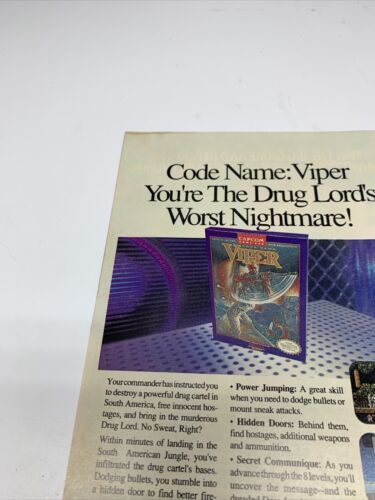 Code Name: Viper
You're The Drug Lord's
Worst Nightmare!
CAPCOM
VIPER
Your commander has instructed you
to destroy a powerful drug cartel in
South America, free innocent hos-
tages, and bring in the murderous
Drug Lord. No Sweat, Right?
Within minutes of landing in the
South American Jungle, you've
infiltrated the drug cartel's bases.
Dodging bullets, you stumble into
a hidden door to find better fire-
• Power Jumping: A great skill
when you need to dodge bullets or
mount sneak attacks.
• Hidden Doors: Behind them,
find hostages, additional weapons
and ammunition.
• Secret Communique: As you
advance through the 8 levels, you'll
uncover the message—and the
dreaded